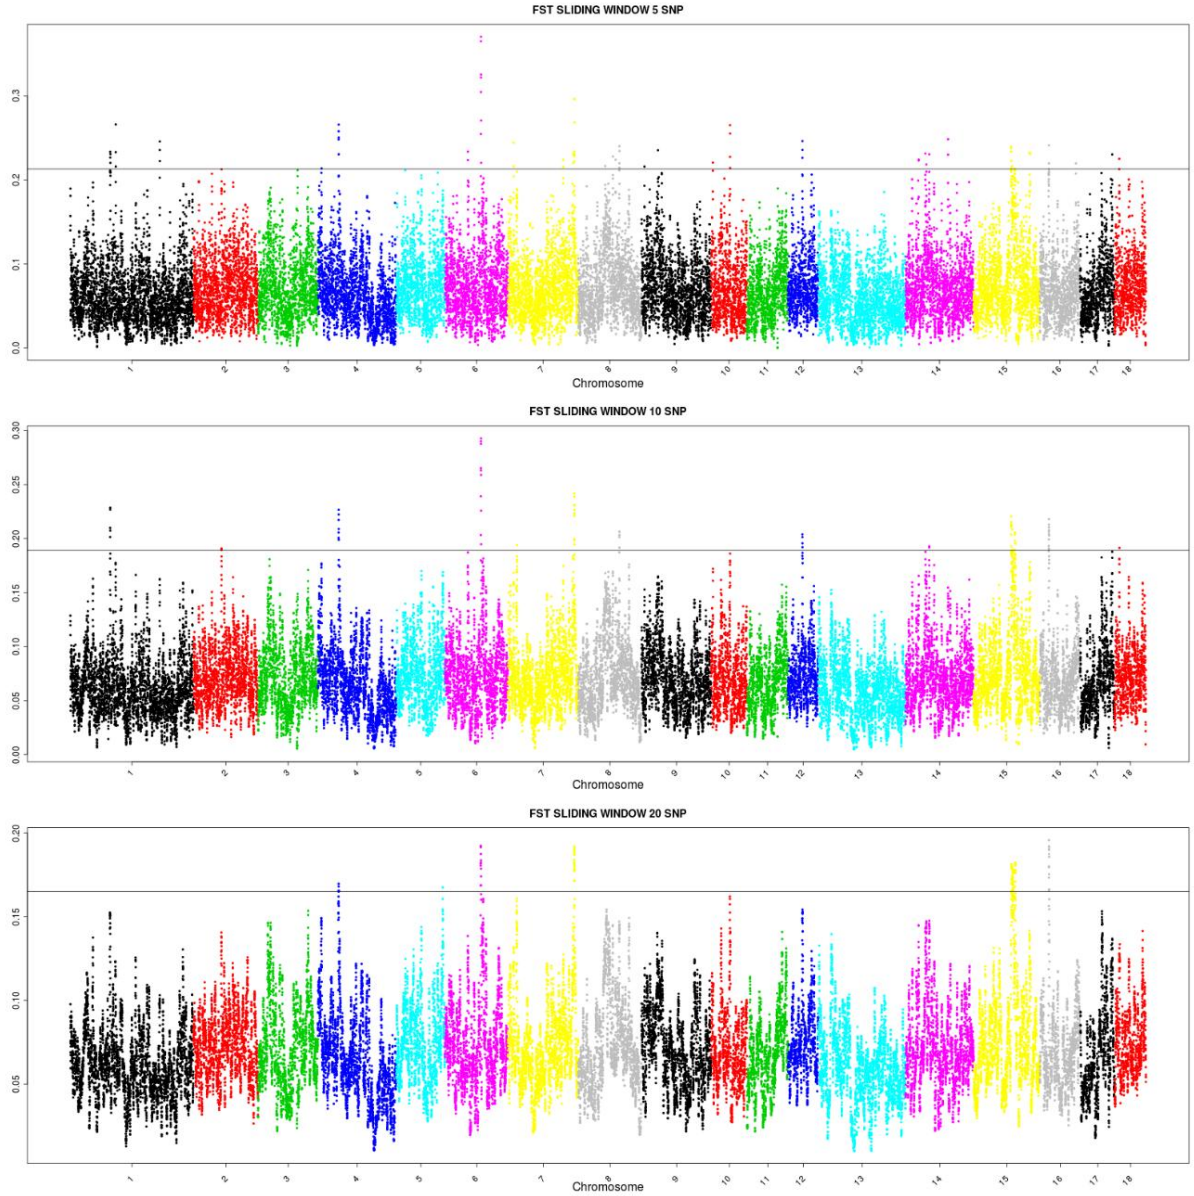 FST SLIDING WINDOW 5 SNP
0.3
0.2
0.1
0.0
1 2 3 4 5 6 7 8 9 10 11 12 13 14 15 16 17 18
Chromosome
FST SLIDING WINDOW 10 SNP
0.30
0.25
0.20
0.15
0.10
0.05
0.00
1 2 3 4 5 6 7 8 9 10 11 12 13 14 15 16 17 18
Chromosome
FST SLIDING WINDOW 20 SNP
0.20
0.15
0.10
0.05
1 2 3 4 5 6 7 8 9 10 11 12 13 14 15 16 17 18
Chromosome